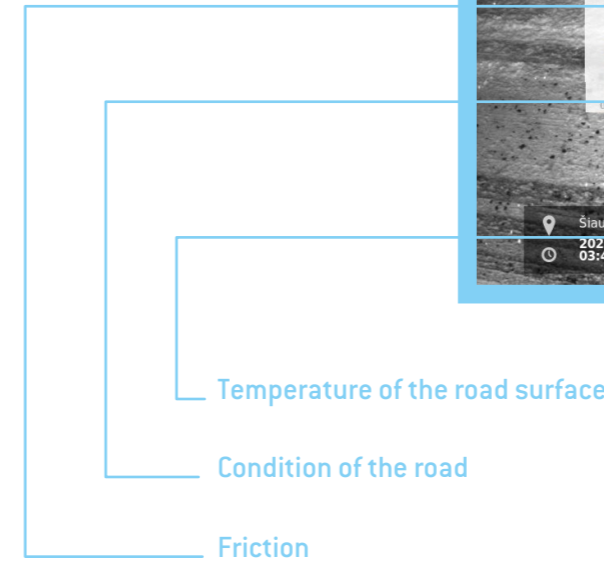 Temperature of the road surface
Condition of the road
Friction